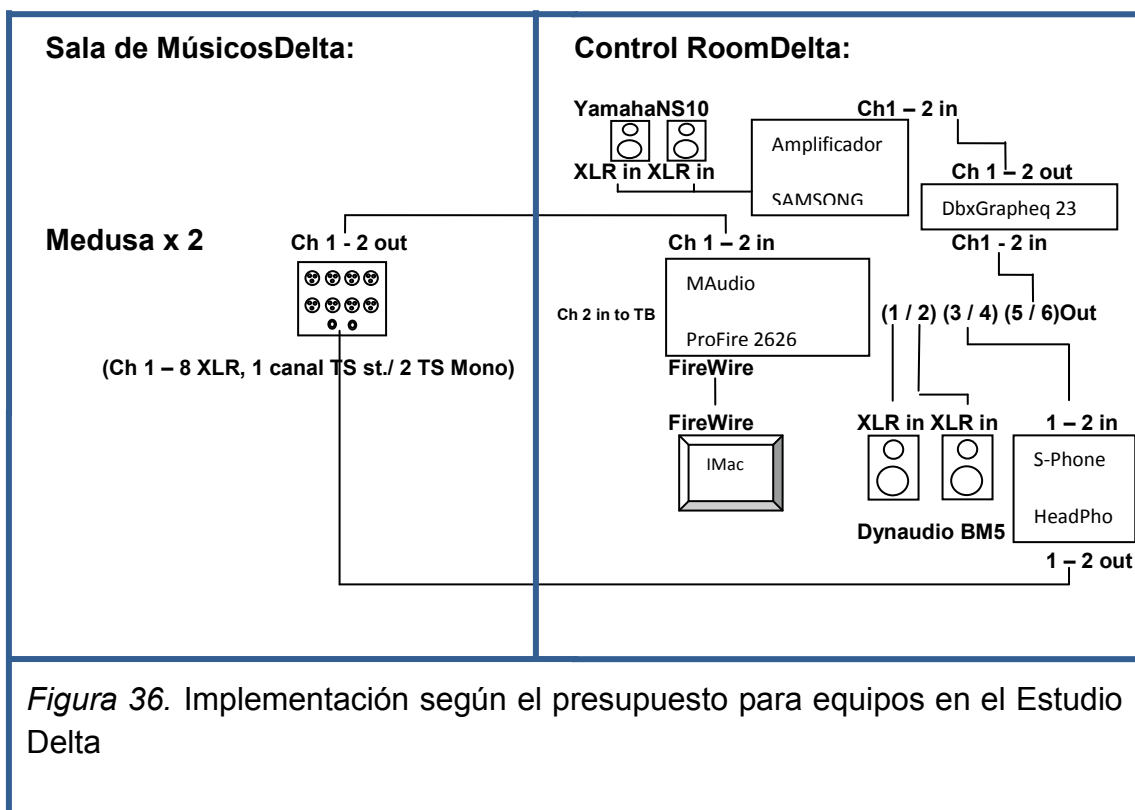 Sala de MúsicosDelta:
Control RoomDelta:
YamahaNS10
XLR in XLR in
Ch1 – 2 in
Amplificador
SAMSONG
Ch 1 – 2 out
DbxGrapheq 23
Ch1 - 2 in
Medusa x 2
Ch 1 - 2 out
(Ch 1 – 8 XLR, 1 canal TS st./ 2 TS Mono)
Ch 1 – 2 in
Ch 2 in to TB
MAudio
ProFire 2626
(1 / 2) (3 / 4) (5 / 6)Out
FireWire
FireWire
IMac
XLR in XLR in
Dynaudio BM5
1 – 2 in
S-Phone
HeadPho
1 – 2 out
Figura 36. Implementación según el presupuesto para equipos en el Estudio
Delta